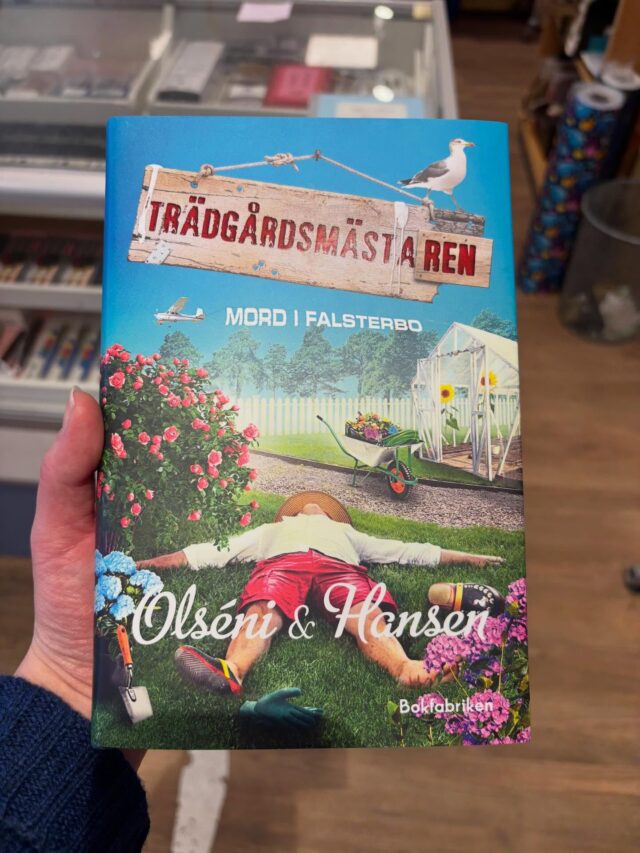 TRÄDGÅRDSMÄSTAREN
MORD I FALSTERBO
Olséni & Hansen
Bokfabriken